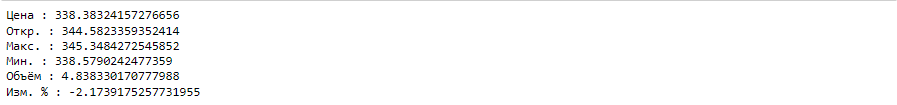 Цена : 338.38324157276656
Откр. : 344.5823359352414
Макс. : 345.3484272545852
Мин. : 338.5790242477359
Объём : 4.838330170777988
Изм. % : -2.1739175257731955